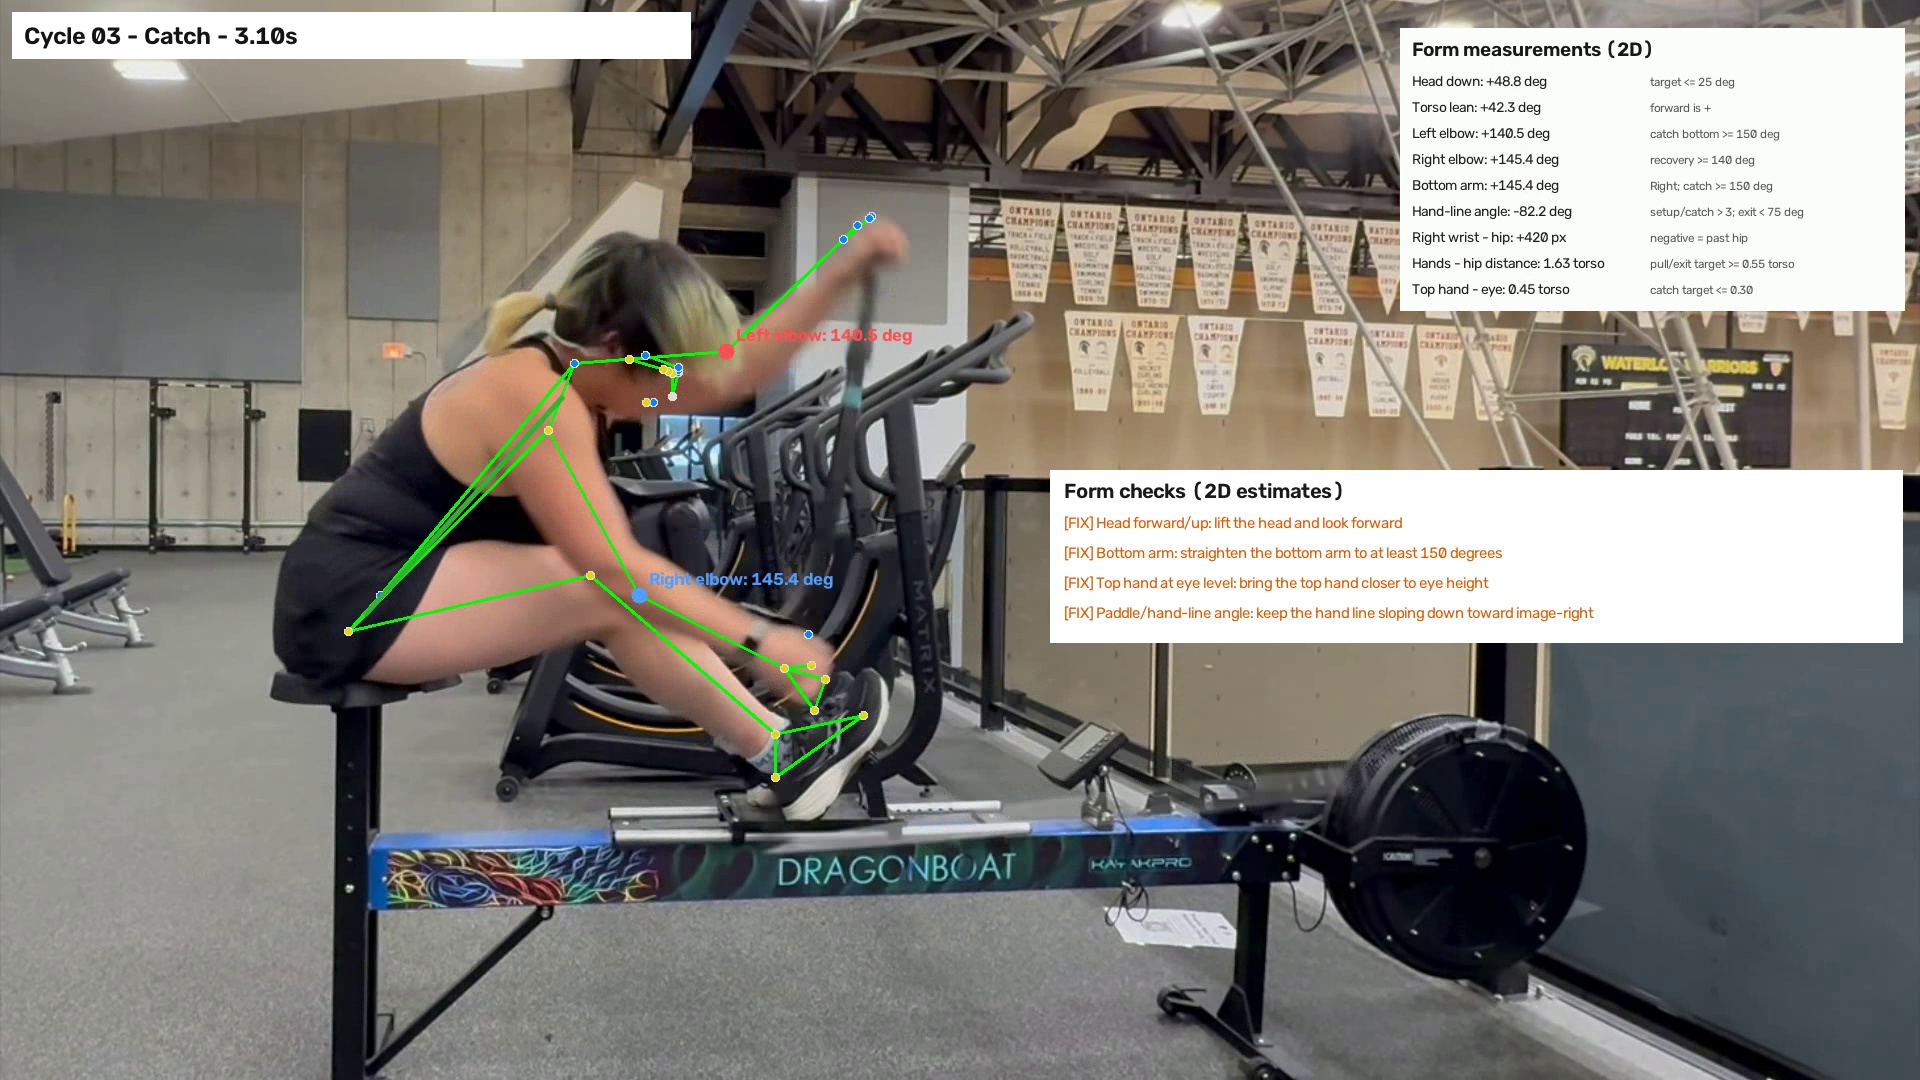 Cycle 03 - Catch - 3.10s
Form measurements (2D)
Head down: +48.8 deg target <= 25 deg
Torso lean: +42.3 deg forward is +
Left elbow: +140.5 deg catch bottom >= 150 deg
Right elbow: +145.4 deg recovery >= 140 deg
Bottom arm: +145.4 deg Right; catch >= 150 deg
Hand-line angle: -82.2 deg setup/catch > 3; exit < 75 deg
Right wrist - hip: +420 px negative = past hip
Hands - hip distance: 1.63 torso pull/exit target >= 0.55 torso
Top hand - eye: 0.45 torso catch target <= 0.30
ONTARIO CHAMPIONS
ONTARIO CHAMPIONS
ONTARIO CHAMPIONS
ONTARIO CHAMPIONS
ONTARIO CHAMPIONS
Left elbow: 140.5 deg
WATERLOO WARRIORS
Form checks (2D estimates)
[FIX] Head forward/up: lift the head and look forward
[FIX] Bottom arm: straighten the bottom arm to at least 150 degrees
[FIX] Top hand at eye level: bring the top hand closer to eye height
[FIX] Paddle/hand-line angle: keep the hand line sloping down toward image-right
Right elbow: 145.4 deg
MATRIX
DRAGONBOAT
KAYAKPRO